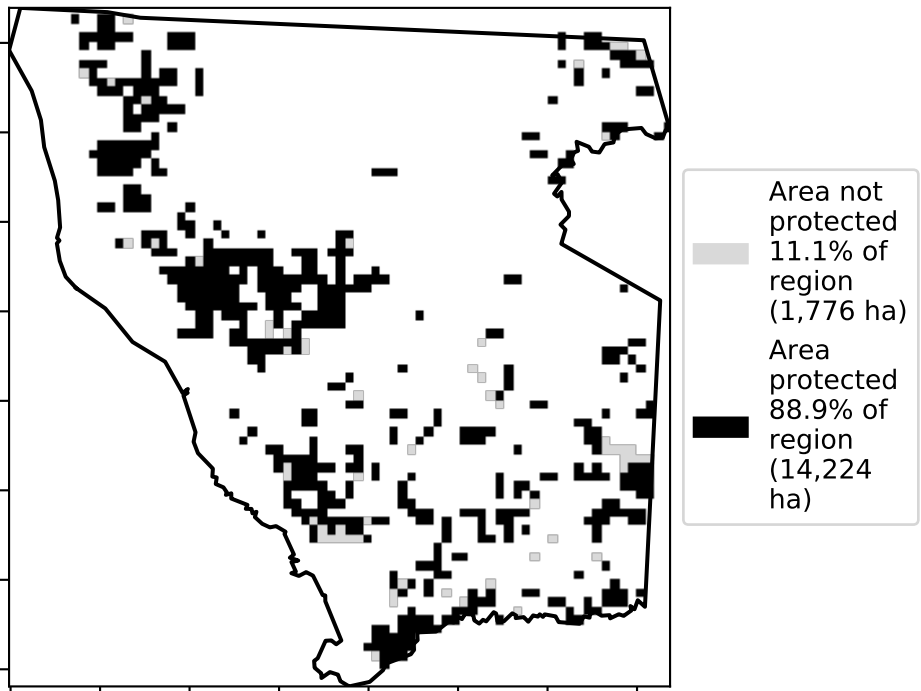 Area not
protected
11.1% of
region
(1,776 ha)
Area
protected
88.9% of
region
(14,224
ha)